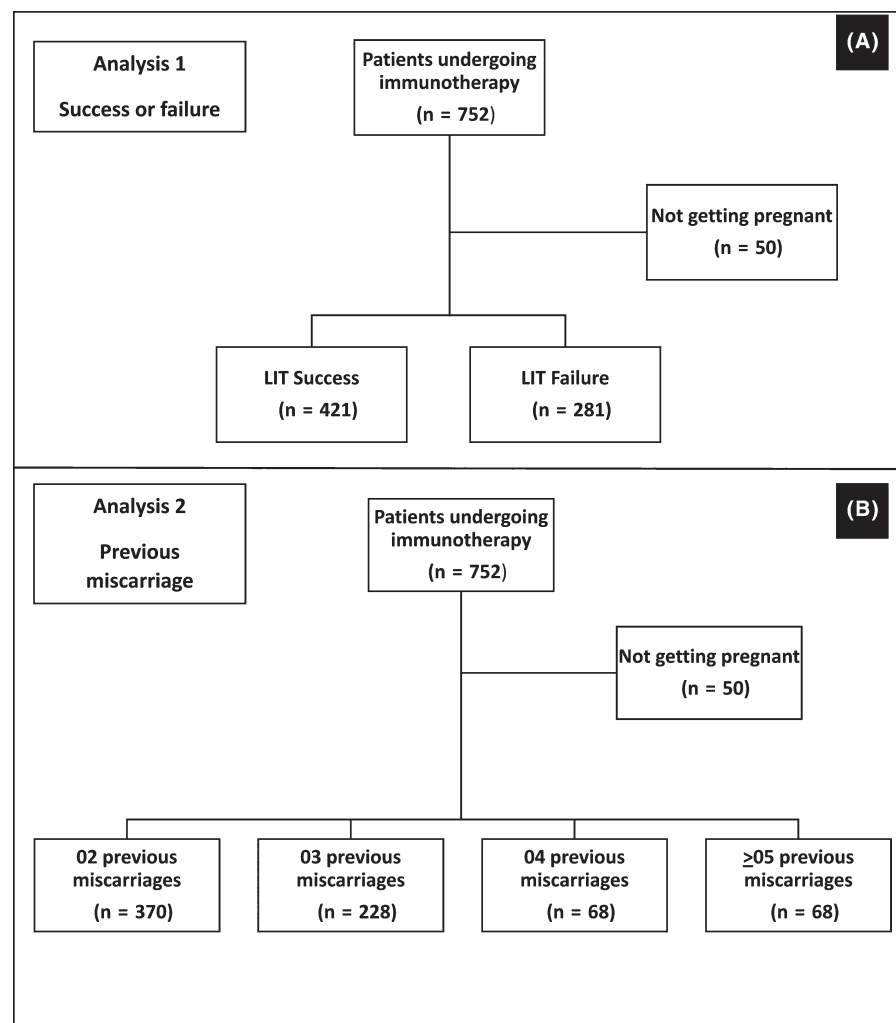 (A)
Analysis 1
Success or failure
Patients undergoing
immunotherapy
(n = 752)
Not getting pregnant
(n = 50)
LIT Success
(n = 421)
LIT Failure
(n = 281)
(B)
Analysis 2
Previous
miscarriage
Patients undergoing
immunotherapy
(n = 752)
Not getting pregnant
(n = 50)
02 previous
miscarriages
(n = 370)
03 previous
miscarriages
(n = 228)
04 previous
miscarriages
(n = 68)
≥05 previous
miscarriages
(n = 68)